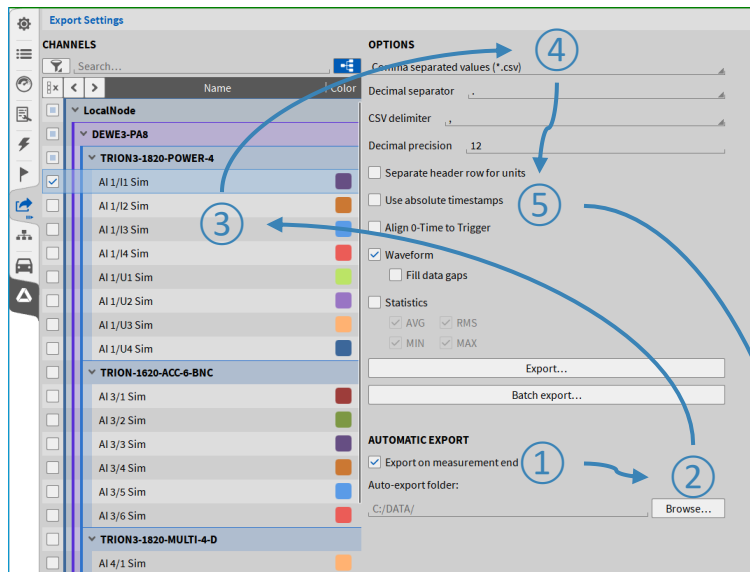 Export Settings
CHANNELS
Search...
Name
Color
LocalNode
DEWE3-PA8
TRION3-1820-POWER-4
AI 1/I1 Sim
AI 1/I2 Sim
AI 1/I3 Sim
AI 1/I4 Sim
AI 1/U1 Sim
AI 1/U2 Sim
AI 1/U3 Sim
AI 1/U4 Sim
TRION-1620-ACC-6-BNC
AI 3/1 Sim
AI 3/2 Sim
AI 3/3 Sim
AI 3/4 Sim
AI 3/5 Sim
AI 3/6 Sim
TRION3-1820-MULTI-4-D
AI 4/1 Sim
3
OPTIONS
4
Comma separated values (*.csv)
Decimal separator .
CSV delimiter ,
Decimal precision 12
Separate header row for units
Use absolute timestamps
5
Align 0-Time to Trigger
Waveform
Fill data gaps
Statistics
AVG RMS
MIN MAX
Export...
Batch export...
AUTOMATIC EXPORT
Export on measurement end
1
2
Auto-export folder:
C:/DATA/
Browse...